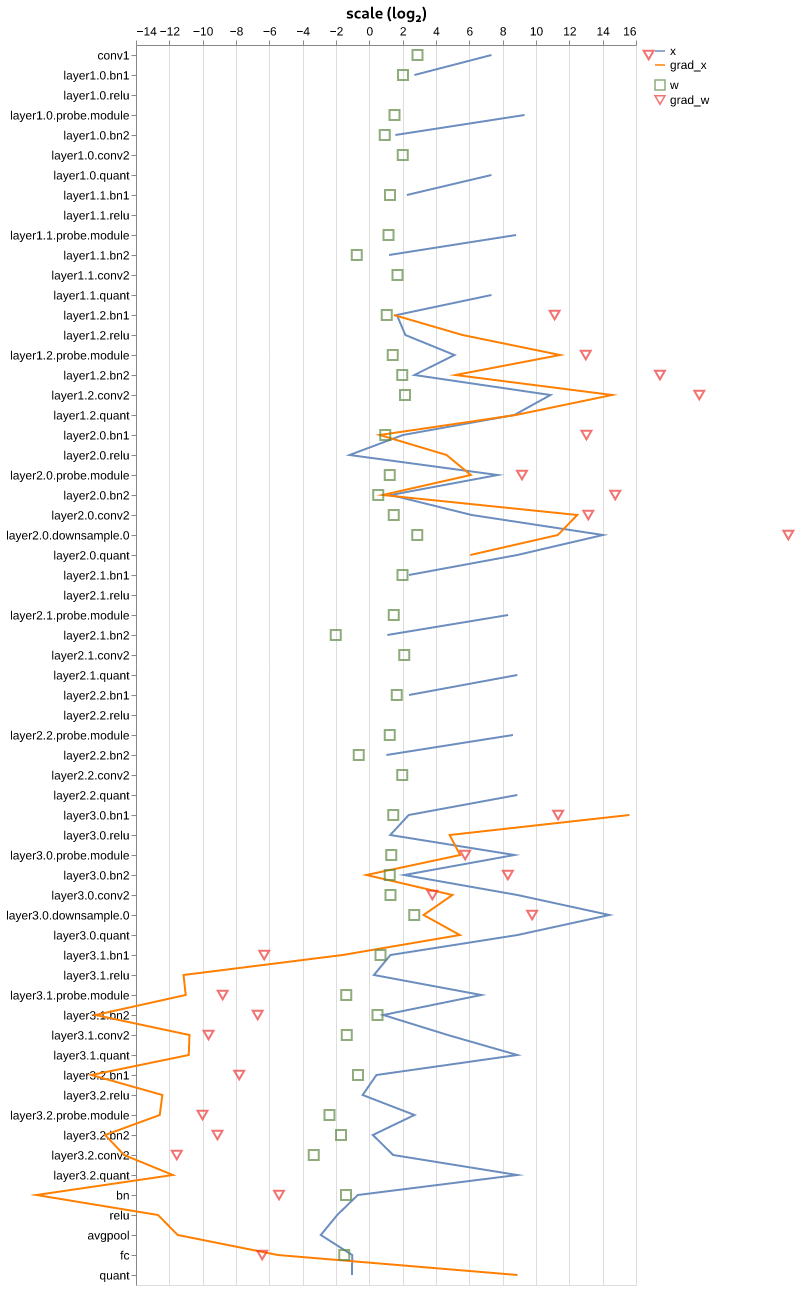 scale (log₂)
−14 −12 −10 −8 −6 −4 −2 0 2 4 6 8 10 12 14 16
x
grad_x
w
grad_w
conv1
layer1.0.bn1
layer1.0.relu
layer1.0.probe.module
layer1.0.bn2
layer1.0.conv2
layer1.0.quant
layer1.1.bn1
layer1.1.relu
layer1.1.probe.module
layer1.1.bn2
layer1.1.conv2
layer1.1.quant
layer1.2.bn1
layer1.2.relu
layer1.2.probe.module
layer1.2.bn2
layer1.2.conv2
layer1.2.quant
layer2.0.bn1
layer2.0.relu
layer2.0.probe.module
layer2.0.bn2
layer2.0.conv2
layer2.0.downsample.0
layer2.0.quant
layer2.1.bn1
layer2.1.relu
layer2.1.probe.module
layer2.1.bn2
layer2.1.conv2
layer2.1.quant
layer2.2.bn1
layer2.2.relu
layer2.2.probe.module
layer2.2.bn2
layer2.2.conv2
layer2.2.quant
layer3.0.bn1
layer3.0.relu
layer3.0.probe.module
layer3.0.bn2
layer3.0.conv2
layer3.0.downsample.0
layer3.0.quant
layer3.1.bn1
layer3.1.relu
layer3.1.probe.module
layer3.1.bn2
layer3.1.conv2
layer3.1.quant
layer3.2.bn1
layer3.2.relu
layer3.2.probe.module
layer3.2.bn2
layer3.2.conv2
layer3.2.quant
bn
relu
avgpool
fc
quant